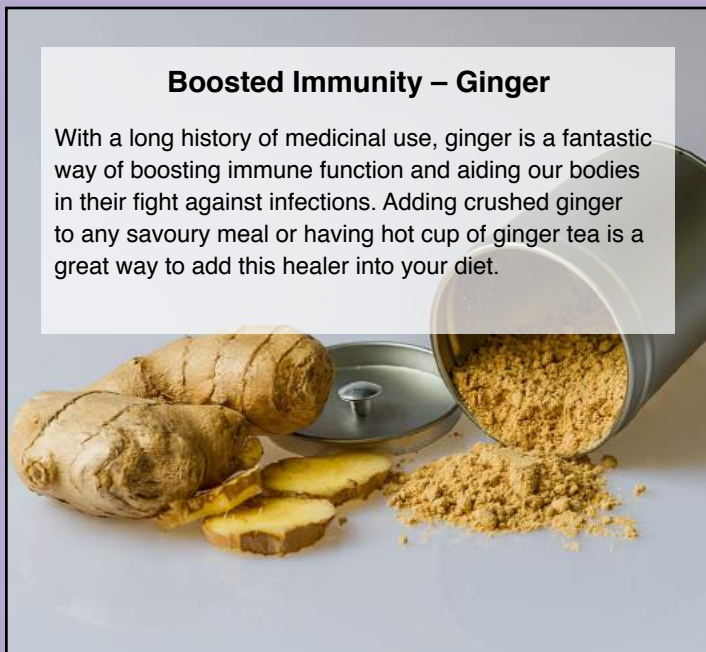 Boosted Immunity – Ginger
With a long history of medicinal use, ginger is a fantastic
way of boosting immune function and aiding our bodies
in their fight against infections. Adding crushed ginger
to any savoury meal or having hot cup of ginger tea is a
great way to add this healer into your diet.